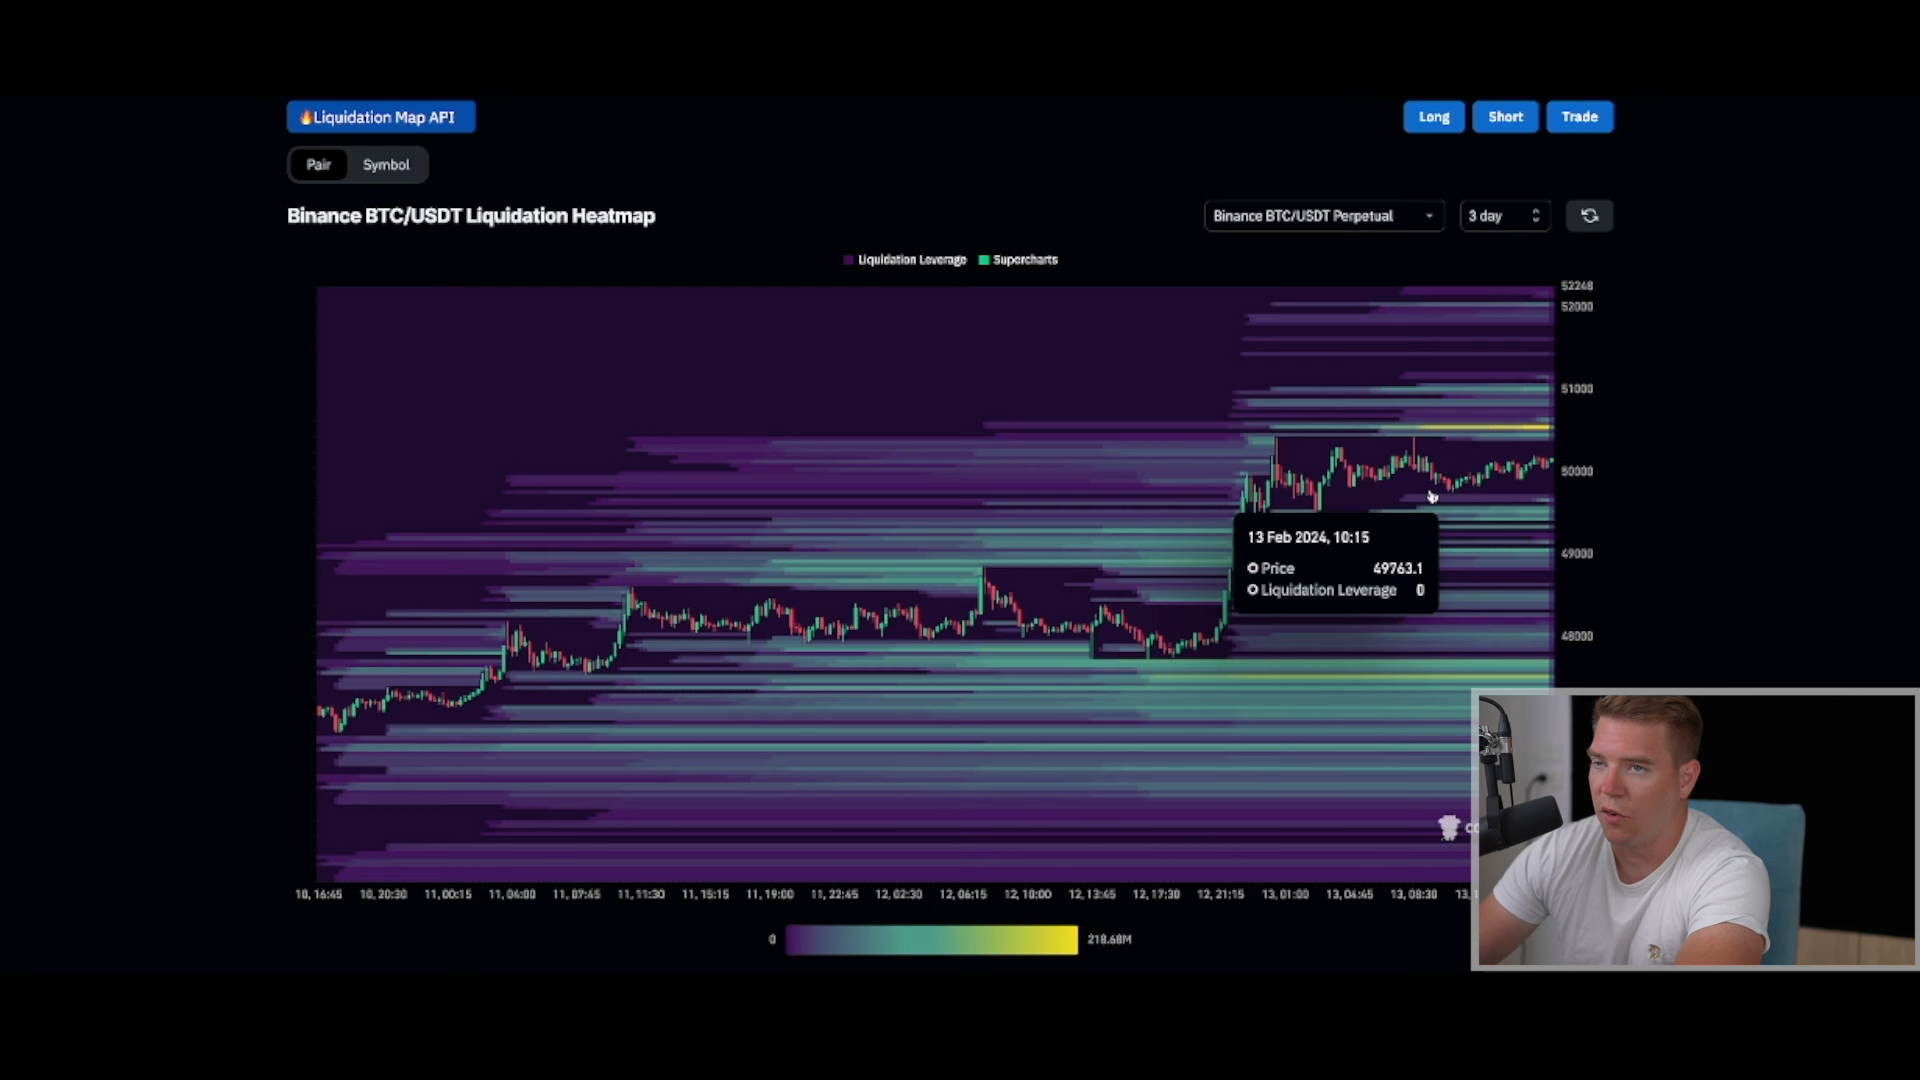 🔥Liquidation Map API
Long Short Trade
Pair Symbol
Binance BTC/USDT Liquidation Heatmap
Binance BTC/USDT Perpetual 3 day
Liquidation Leverage Supercharts
52248
52000
51000
50000
49000
48000
13 Feb 2024, 10:15
Price 49763.1
Liquidation Leverage 0
10, 16:45 10, 20:30 11, 00:15 11, 04:00 11, 07:45 11, 11:30 11, 15:15 11, 19:00 11, 22:45 12, 02:30 12, 06:15 12, 10:00 12, 13:45 12, 17:30 12, 21:15 13, 01:00 13, 04:45 13, 08:30 13,
0 218.68M